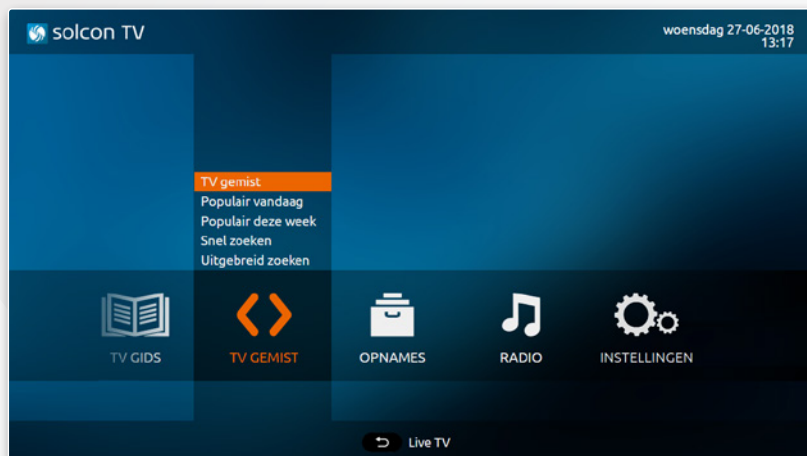 solcon TV
woensdag 27-06-2018
13:17
TV gemist
Populair vandaag
Populair deze week
Snel zoeken
Uitgebreid zoeken
TV GIDS
TV GEMIST
OPNAMES
RADIO
INSTELLINGEN
Live TV